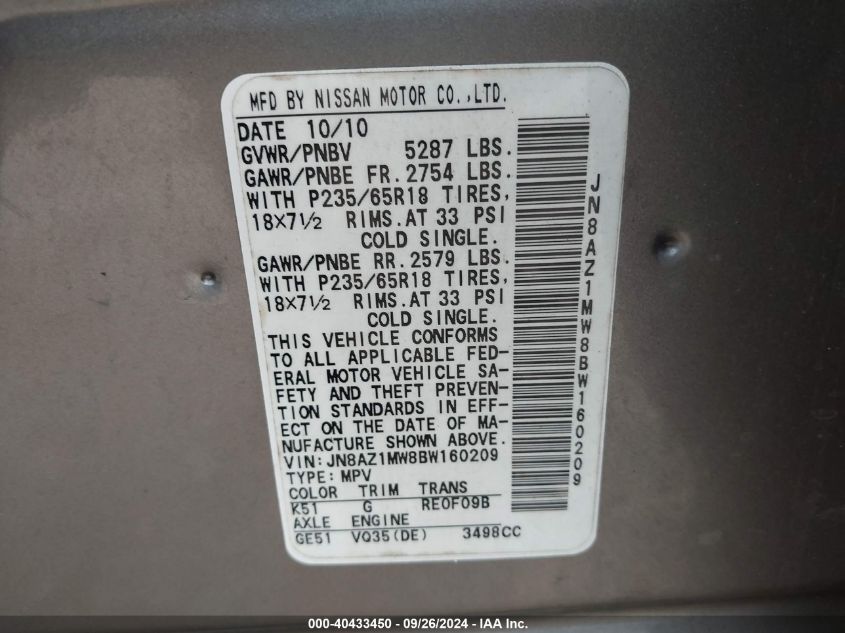 MFD BY NISSAN MOTOR CO.,LTD.
DATE 10/10
GVWR/PNBV 5287 LBS.
GAWR/PNBE FR.2754 LBS.
WITH P235/65R18 TIRES,
18×7½ RIMS.AT 33 PSI
COLD SINGLE.
GAWR/PNBE RR.2579 LBS.
WITH P235/65R18 TIRES,
18×7½ RIMS.AT 33 PSI
COLD SINGLE.
THIS VEHICLE CONFORMS
TO ALL APPLICABLE FED-
ERAL MOTOR VEHICLE SA-
FETY AND THEFT PREVEN-
TION STANDARDS IN EFF-
ECT ON THE DATE OF MA-
NUFACTURE SHOWN ABOVE.
VIN:JN8AZ1MW8BW160209
TYPE:MPV
COLOR TRIM TRANS
K51 G RE0F09B
AXLE ENGINE
GE51 VQ35(DE) 3498CC
JN8AZ1MW8BW160209
000-40433450 - 09/26/2024 - IAA, Inc.